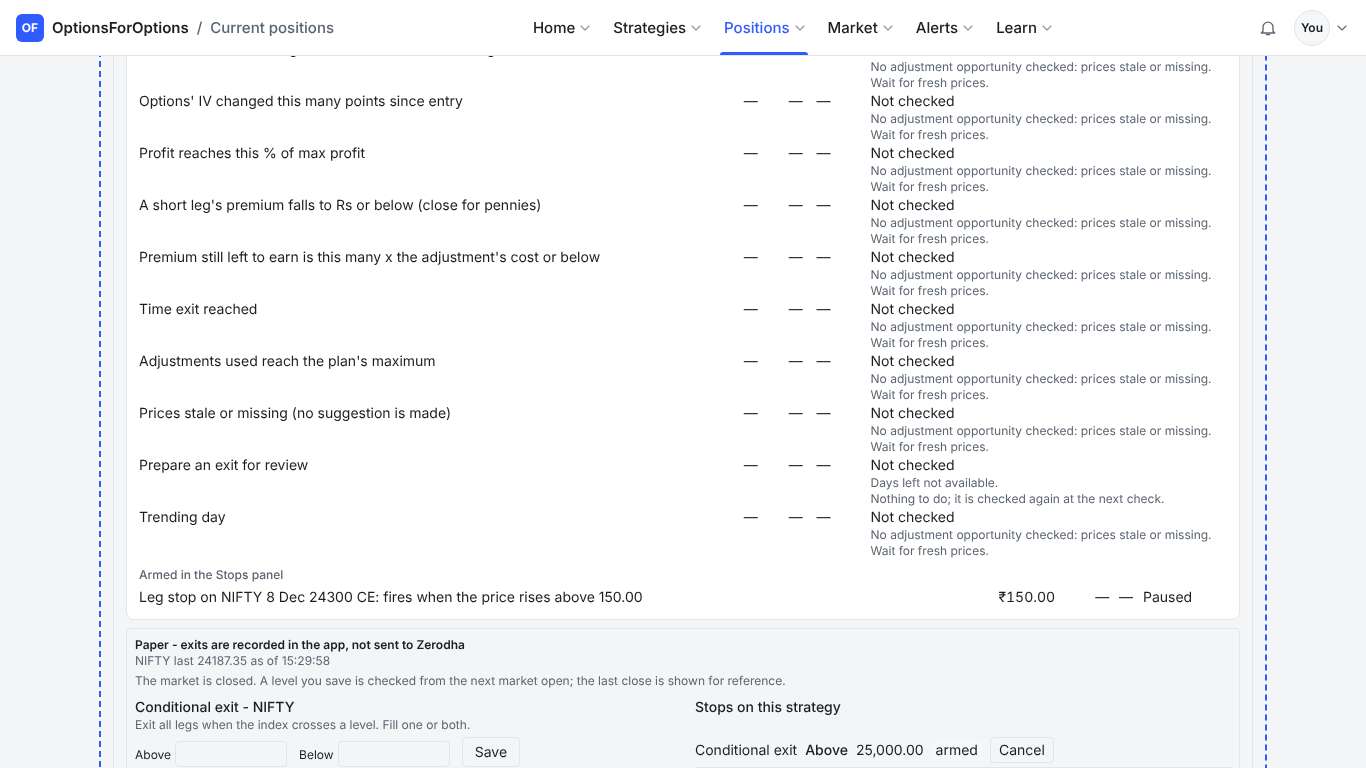 OF OptionsForOptions / Current positions Home Strategies Positions Market Alerts Learn You
No adjustment opportunity checked: prices stale or missing.
Wait for fresh prices.
Options' IV changed this many points since entry — — — Not checked
No adjustment opportunity checked: prices stale or missing.
Wait for fresh prices.
Profit reaches this % of max profit — — — Not checked
No adjustment opportunity checked: prices stale or missing.
Wait for fresh prices.
A short leg's premium falls to Rs or below (close for pennies) — — — Not checked
No adjustment opportunity checked: prices stale or missing.
Wait for fresh prices.
Premium still left to earn is this many x the adjustment's cost or below — — — Not checked
No adjustment opportunity checked: prices stale or missing.
Wait for fresh prices.
Time exit reached — — — Not checked
No adjustment opportunity checked: prices stale or missing.
Wait for fresh prices.
Adjustments used reach the plan's maximum — — — Not checked
No adjustment opportunity checked: prices stale or missing.
Wait for fresh prices.
Prices stale or missing (no suggestion is made) — — — Not checked
No adjustment opportunity checked: prices stale or missing.
Wait for fresh prices.
Prepare an exit for review — — — Not checked
Days left not available.
Nothing to do; it is checked again at the next check.
Trending day — — — Not checked
No adjustment opportunity checked: prices stale or missing.
Wait for fresh prices.
Armed in the Stops panel
Leg stop on NIFTY 8 Dec 24300 CE: fires when the price rises above 150.00 ₹150.00 — — Paused
Paper - exits are recorded in the app, not sent to Zerodha
NIFTY last 24187.35 as of 15:29:58
The market is closed. A level you save is checked from the next market open; the last close is shown for reference.
Conditional exit - NIFTY
Exit all legs when the index crosses a level. Fill one or both.
Above Below Save
Stops on this strategy
Conditional exit Above 25,000.00 armed Cancel